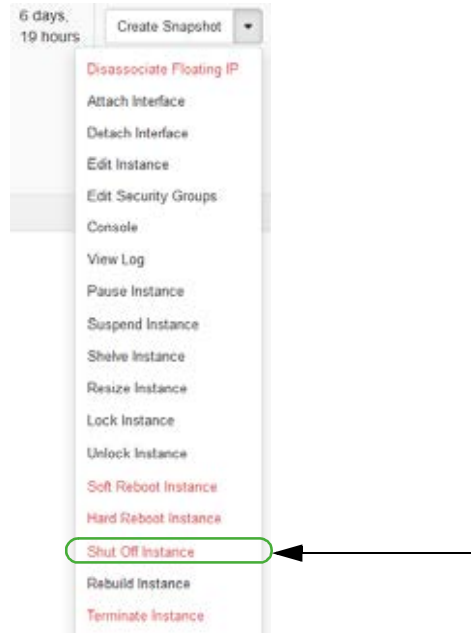 6 days,
19 hours
Create Snapshot
Disassociate Floating IP
Attach Interface
Detach Interface
Edit Instance
Edit Security Groups
Console
View Log
Pause Instance
Suspend Instance
Shelve Instance
Resize Instance
Lock Instance
Unlock Instance
Soft Reboot Instance
Hard Reboot Instance
Shut Off Instance
Rebuild Instance
Terminate Instance